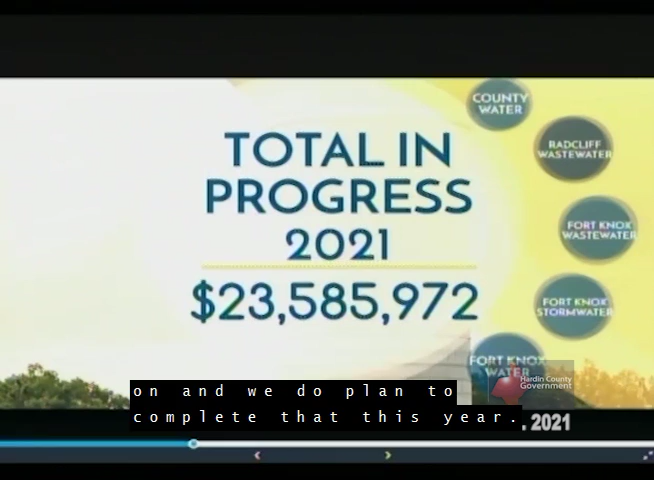 COUNTY
WATER
TOTAL IN
PROGRESS
2021
$23,585,972
RADCLIFF
WASTEWATER
FORT KNOX
WASTEWATER
FORT KNOX
STORMWATER
FORT KNOX
WATER
Hardin County
Government
on and we do plan to
complete that this year.
. 2021